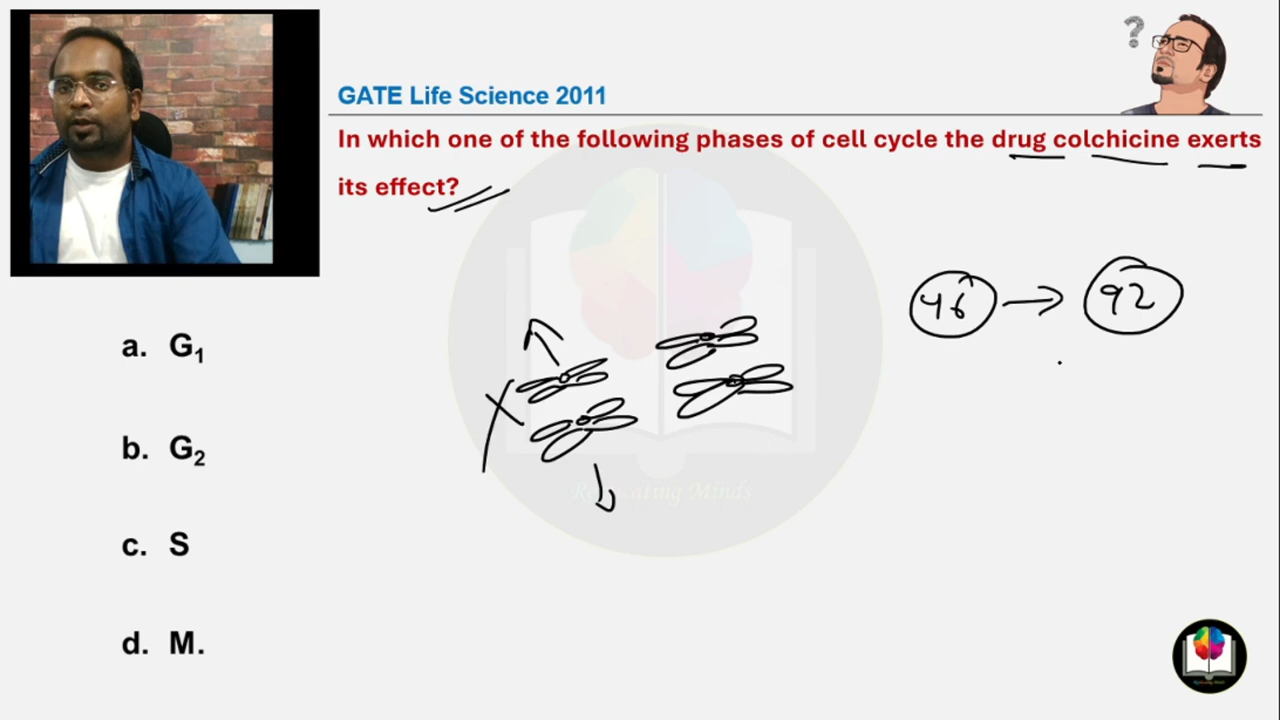 ?
GATE Life Science 2011
In which one of the following phases of cell cycle the drug colchicine exerts
its effect?
46 → 92
a. G₁
b. G₂
c. S
d. M.